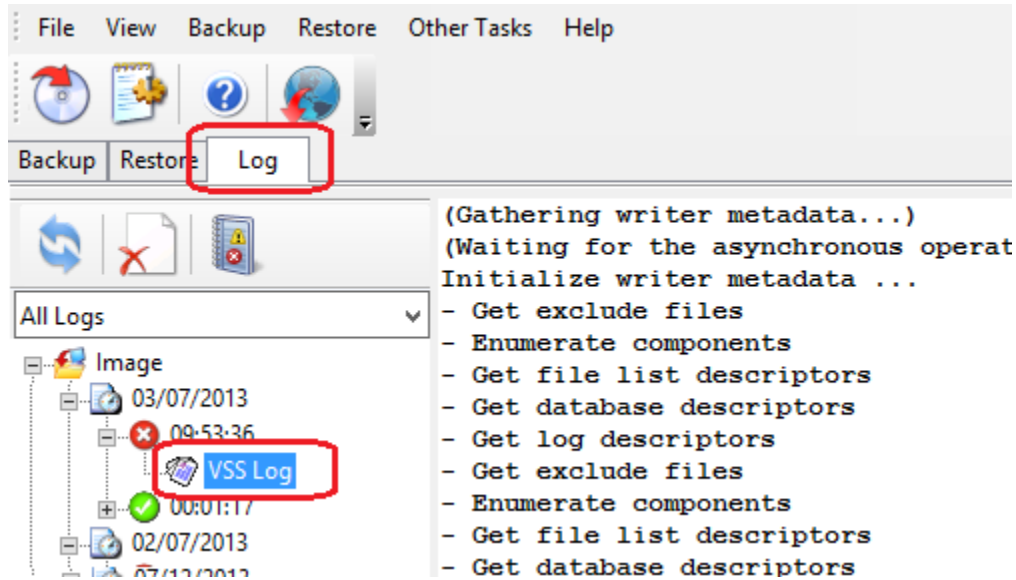 File View Backup Restore Other Tasks Help
Backup Restore Log
All Logs
Image
03/07/2013
09:53:36
VSS Log
00:01:17
02/07/2013
07/12/2013
(Gathering writer metadata...)
(Waiting for the asynchronous operat
Initialize writer metadata ...
- Get exclude files
- Enumerate components
- Get file list descriptors
- Get database descriptors
- Get log descriptors
- Get exclude files
- Enumerate components
- Get file list descriptors
- Get database descriptors